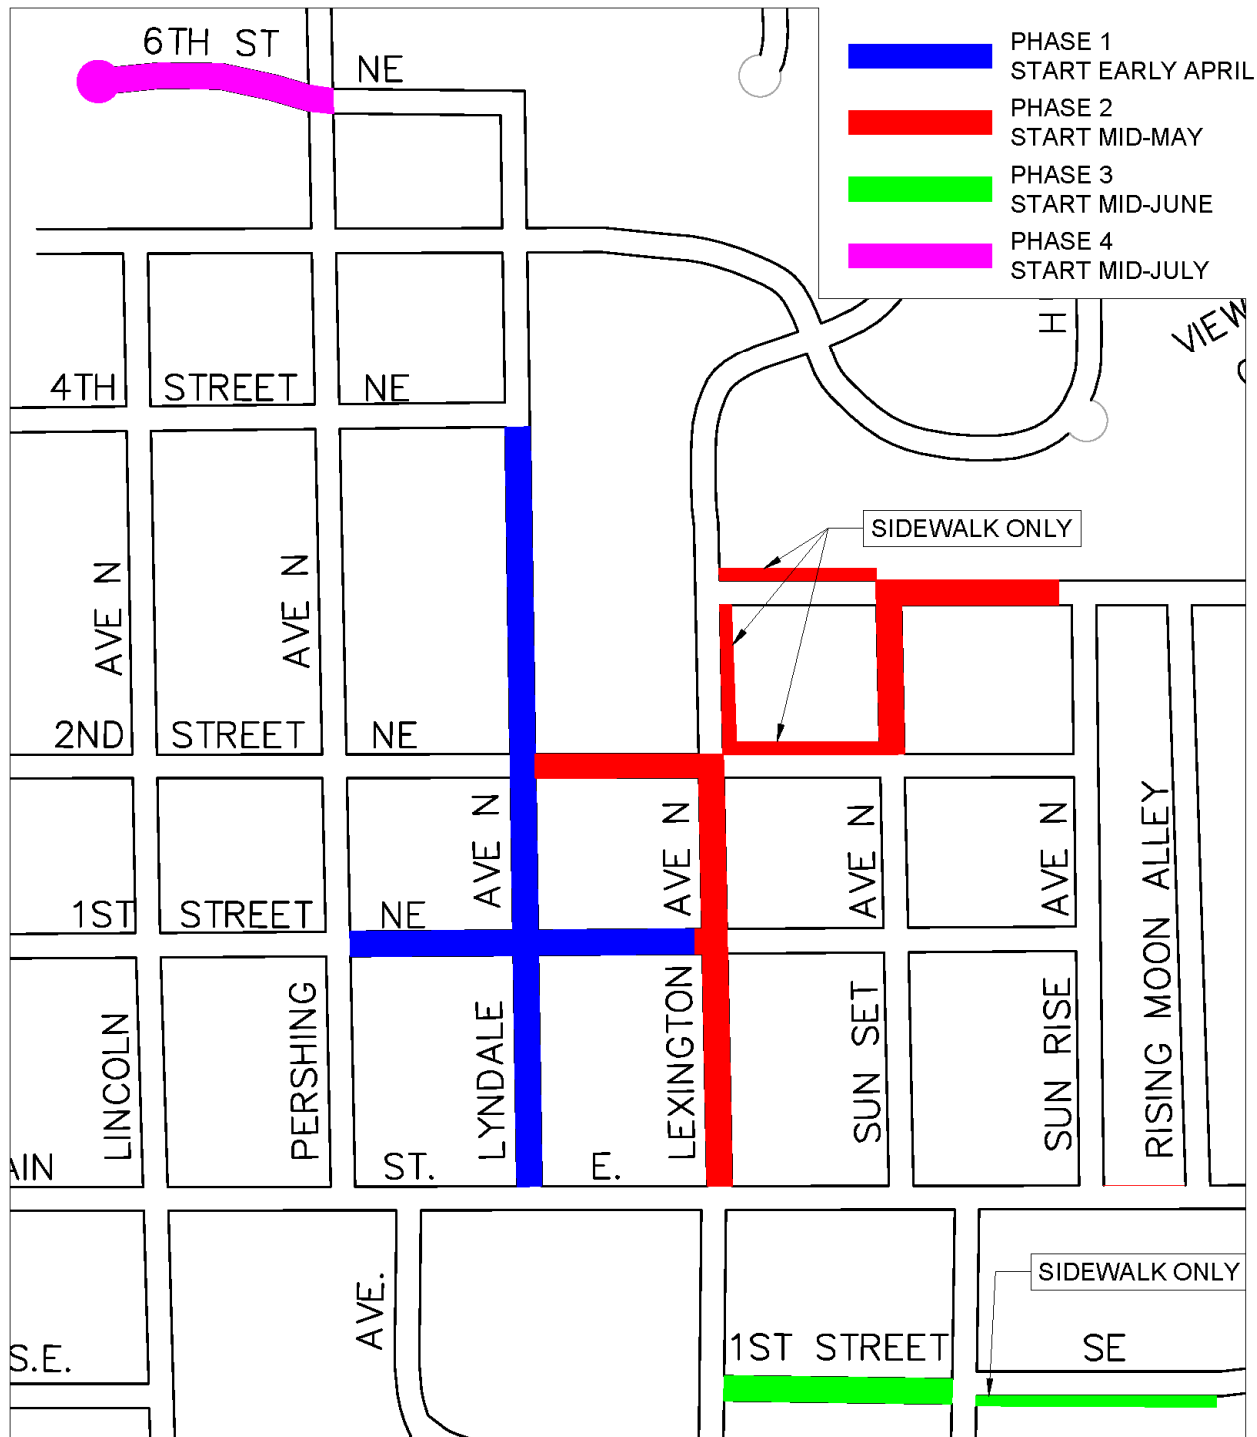 6TH ST
NE
PHASE 1
START EARLY APRIL
PHASE 2
START MID-MAY
PHASE 3
START MID-JUNE
PHASE 4
START MID-JULY
VIEW
4TH STREET NE
SIDEWALK ONLY
AVE N
AVE N
2ND STREET NE
AVE N
AVE N
AVE N
AVE N
1ST STREET NE
LINCOLN
PERSHING
LYNDALE
LEXINGTON
SUN SET
SUN RISE
RISING MOON ALLEY
AIN ST. E.
AVE.
SIDEWALK ONLY
1ST STREET SE
S.E.